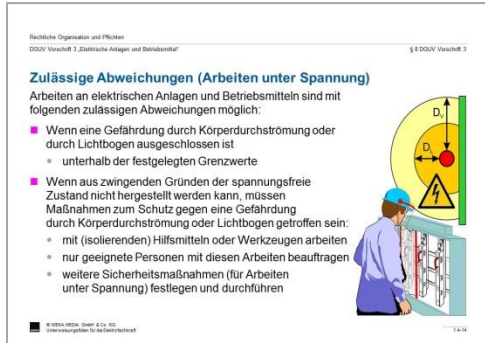 Rechtliche Organisation und Pflichten
DGUV Vorschrift 3 „Elektrische Anlagen und Betriebsmittel“ § 8 DGUV Vorschrift 3
Zulässige Abweichungen (Arbeiten unter Spannung)
Arbeiten an elektrischen Anlagen und Betriebsmitteln sind mit
folgenden zulässigen Abweichungen möglich:
Wenn eine Gefährdung durch Körperdurchströmung oder
durch Lichtbogen ausgeschlossen ist
unterhalb der festgelegten Grenzwerte
Wenn aus zwingenden Gründen der spannungsfreie
Zustand nicht hergestellt werden kann, müssen
Maßnahmen zum Schutz gegen eine Gefährdung
durch Körperdurchströmung oder Lichtbogen getroffen sein:
mit (isolierenden) Hilfsmitteln oder Werkzeugen arbeiten
nur geeignete Personen mit diesen Arbeiten beauftragen
weitere Sicherheitsmaßnahmen (für Arbeiten
unter Spannung) festlegen und durchführen
DV
DL
© WEKA MEDIA GmbH & Co. KG
Unterweisungsfolien für die Elektrofachkraft 1.4-14